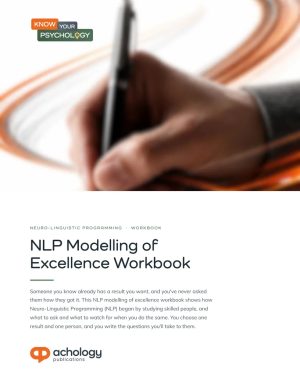 KNOW YOUR
PSYCHOLOGY
NEURO-LINGUISTIC PROGRAMMING · WORKBOOK
NLP Modelling of
Excellence Workbook
Someone you know already has a result you want, and you've never asked
them how they got it. This NLP modelling of excellence workbook shows how
Neuro-Linguistic Programming (NLP) began by studying skilled people, and
what to ask and what to watch for when you do the same. You choose one
result and one person, and you write the questions you'll take to them.
achology
publications